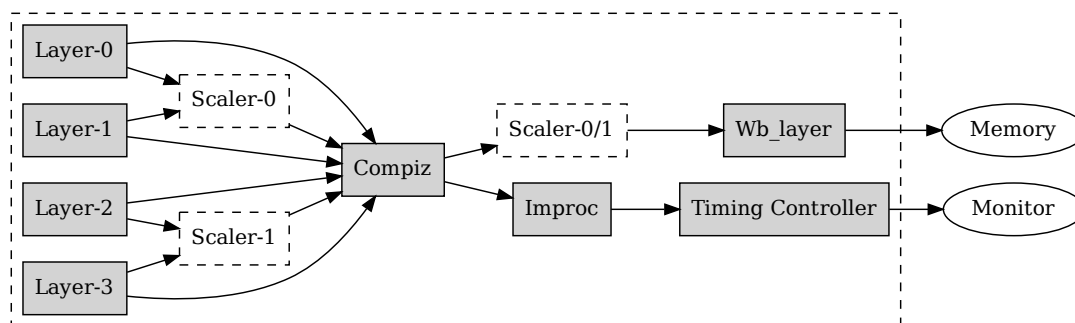 Layer-0
Scaler-0
Layer-1
Scaler-0/1
Wb_layer
Memory
Compiz
Layer-2
Improc
Timing Controller
Monitor
Scaler-1
Layer-3